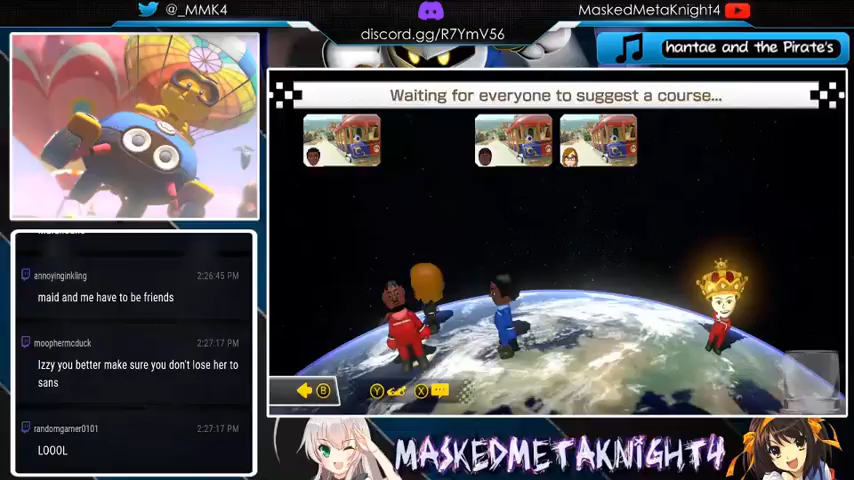 @_MMK4
discord.gg/R7YmV56
MaskedMetaKnight4
hantae and the Pirate's
Waiting for everyone to suggest a course...
annoyinginkling
2:26:45 PM
maid and me have to be friends
moophermcduck
2:27:17 PM
Izzy you better make sure you don't lose her to
sans
randomgamer0101
2:27:17 PM
LOOOL
B
Y
X
MASKEDMETAKNIGHT4